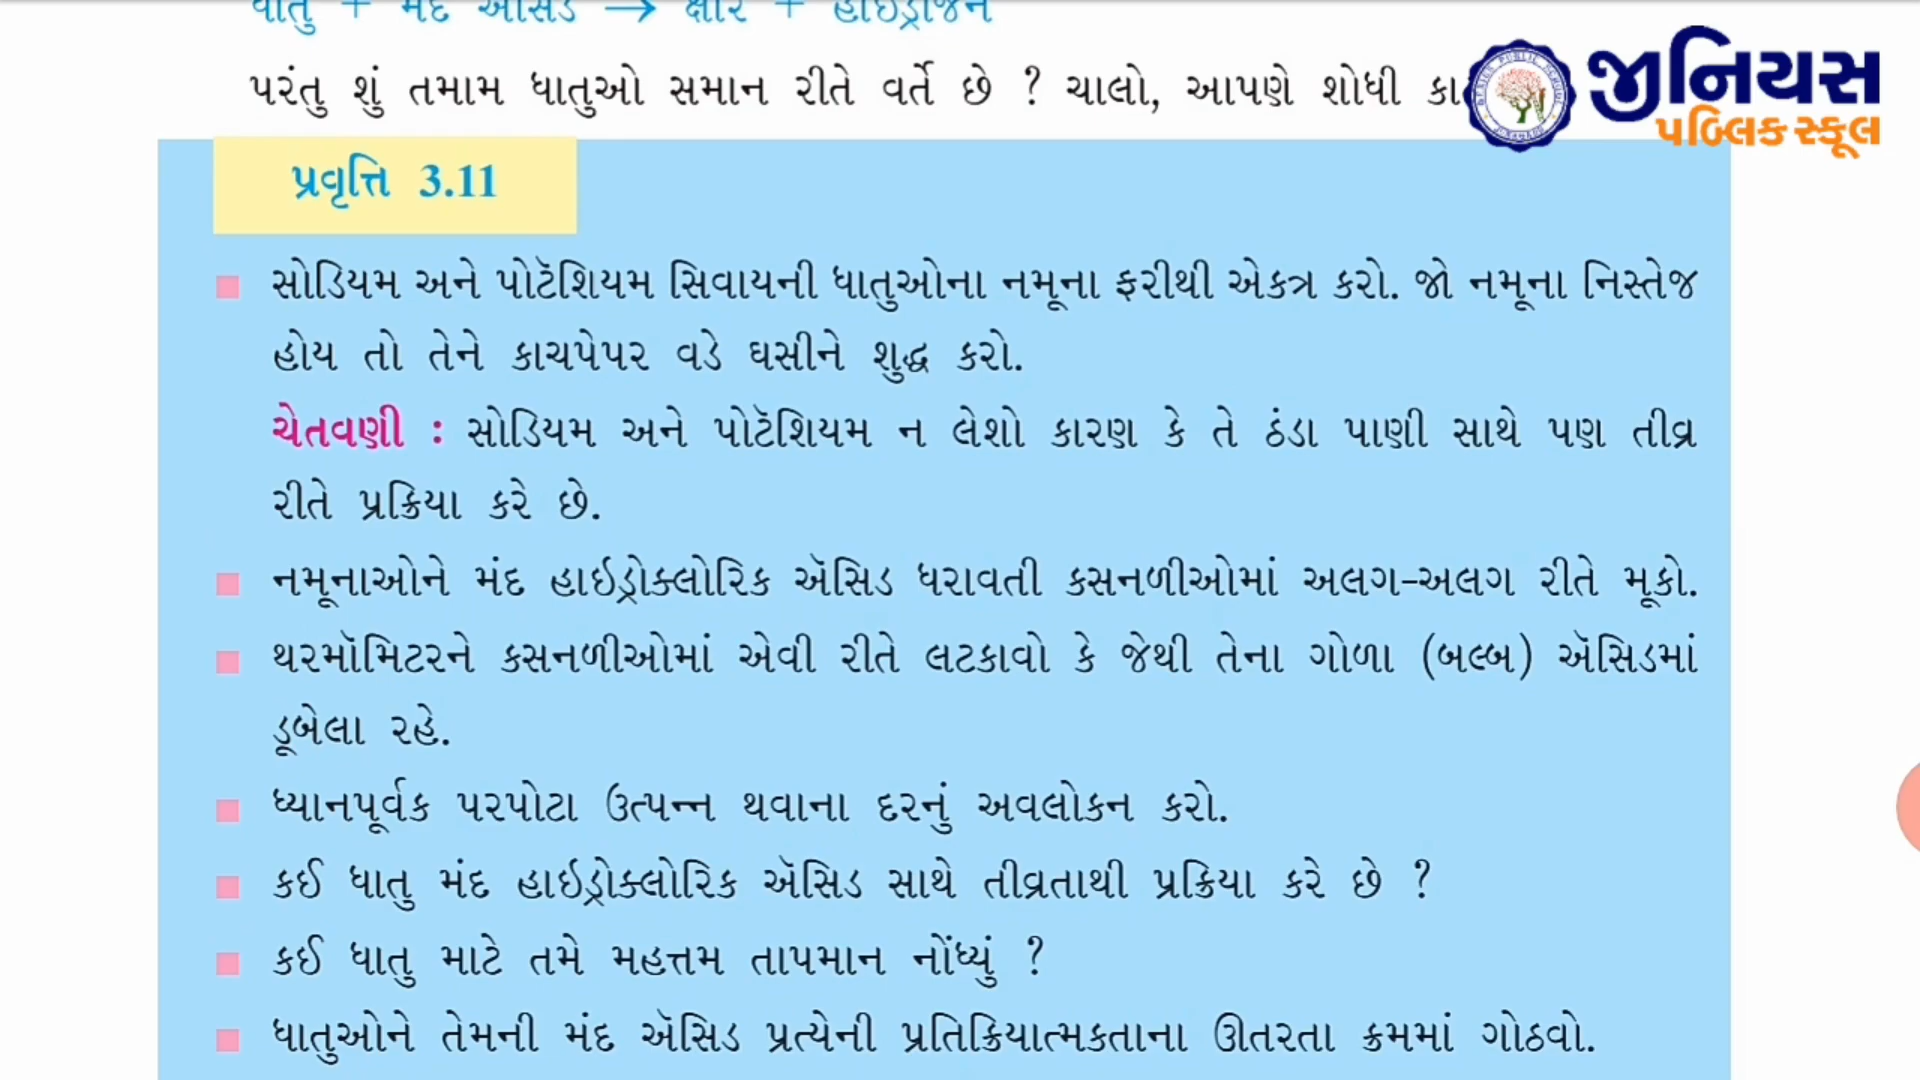 ધાતુ + મંદ ઍસિડ → ક્ષાર + હાઇડ્રોજન
પરંતુ શું તમામ ધાતુઓ સમાન રીતે વર્તે છે ? ચાલો, આપણે શોધી કા
જીનિયસ
પબ્લિક સ્કૂલ
પ્રવૃત્તિ 3.11
સોડિયમ અને પોટૅશિયમ સિવાયની ધાતુઓના નમૂના ફરીથી એકત્ર કરો. જો નમૂના નિસ્તેજ
હોય તો તેને કાચપેપર વડે ઘસીને શુદ્ધ કરો.
ચેતવણી : સોડિયમ અને પોટૅશિયમ ન લેશો કારણ કે તે ઠંડા પાણી સાથે પણ તીવ્ર
રીતે પ્રક્રિયા કરે છે.
નમૂનાઓને મંદ હાઇડ્રોક્લોરિક ઍસિડ ધરાવતી કસનળીઓમાં અલગ-અલગ રીતે મૂકો.
થરમૉમિટરને કસનળીઓમાં એવી રીતે લટકાવો કે જેથી તેના ગોળા (બલ્બ) ઍસિડમાં
ડૂબેલા રહે.
ધ્યાનપૂર્વક પરપોટા ઉત્પન્ન થવાના દરનું અવલોકન કરો.
કઈ ધાતુ મંદ હાઇડ્રોક્લોરિક ઍસિડ સાથે તીવ્રતાથી પ્રક્રિયા કરે છે ?
કઈ ધાતુ માટે તમે મહત્તમ તાપમાન નોંધ્યું ?
ધાતુઓને તેમની મંદ ઍસિડ પ્રત્યેની પ્રતિક્રિયાત્મકતાના ઊતરતા ક્રમમાં ગોઠવો.